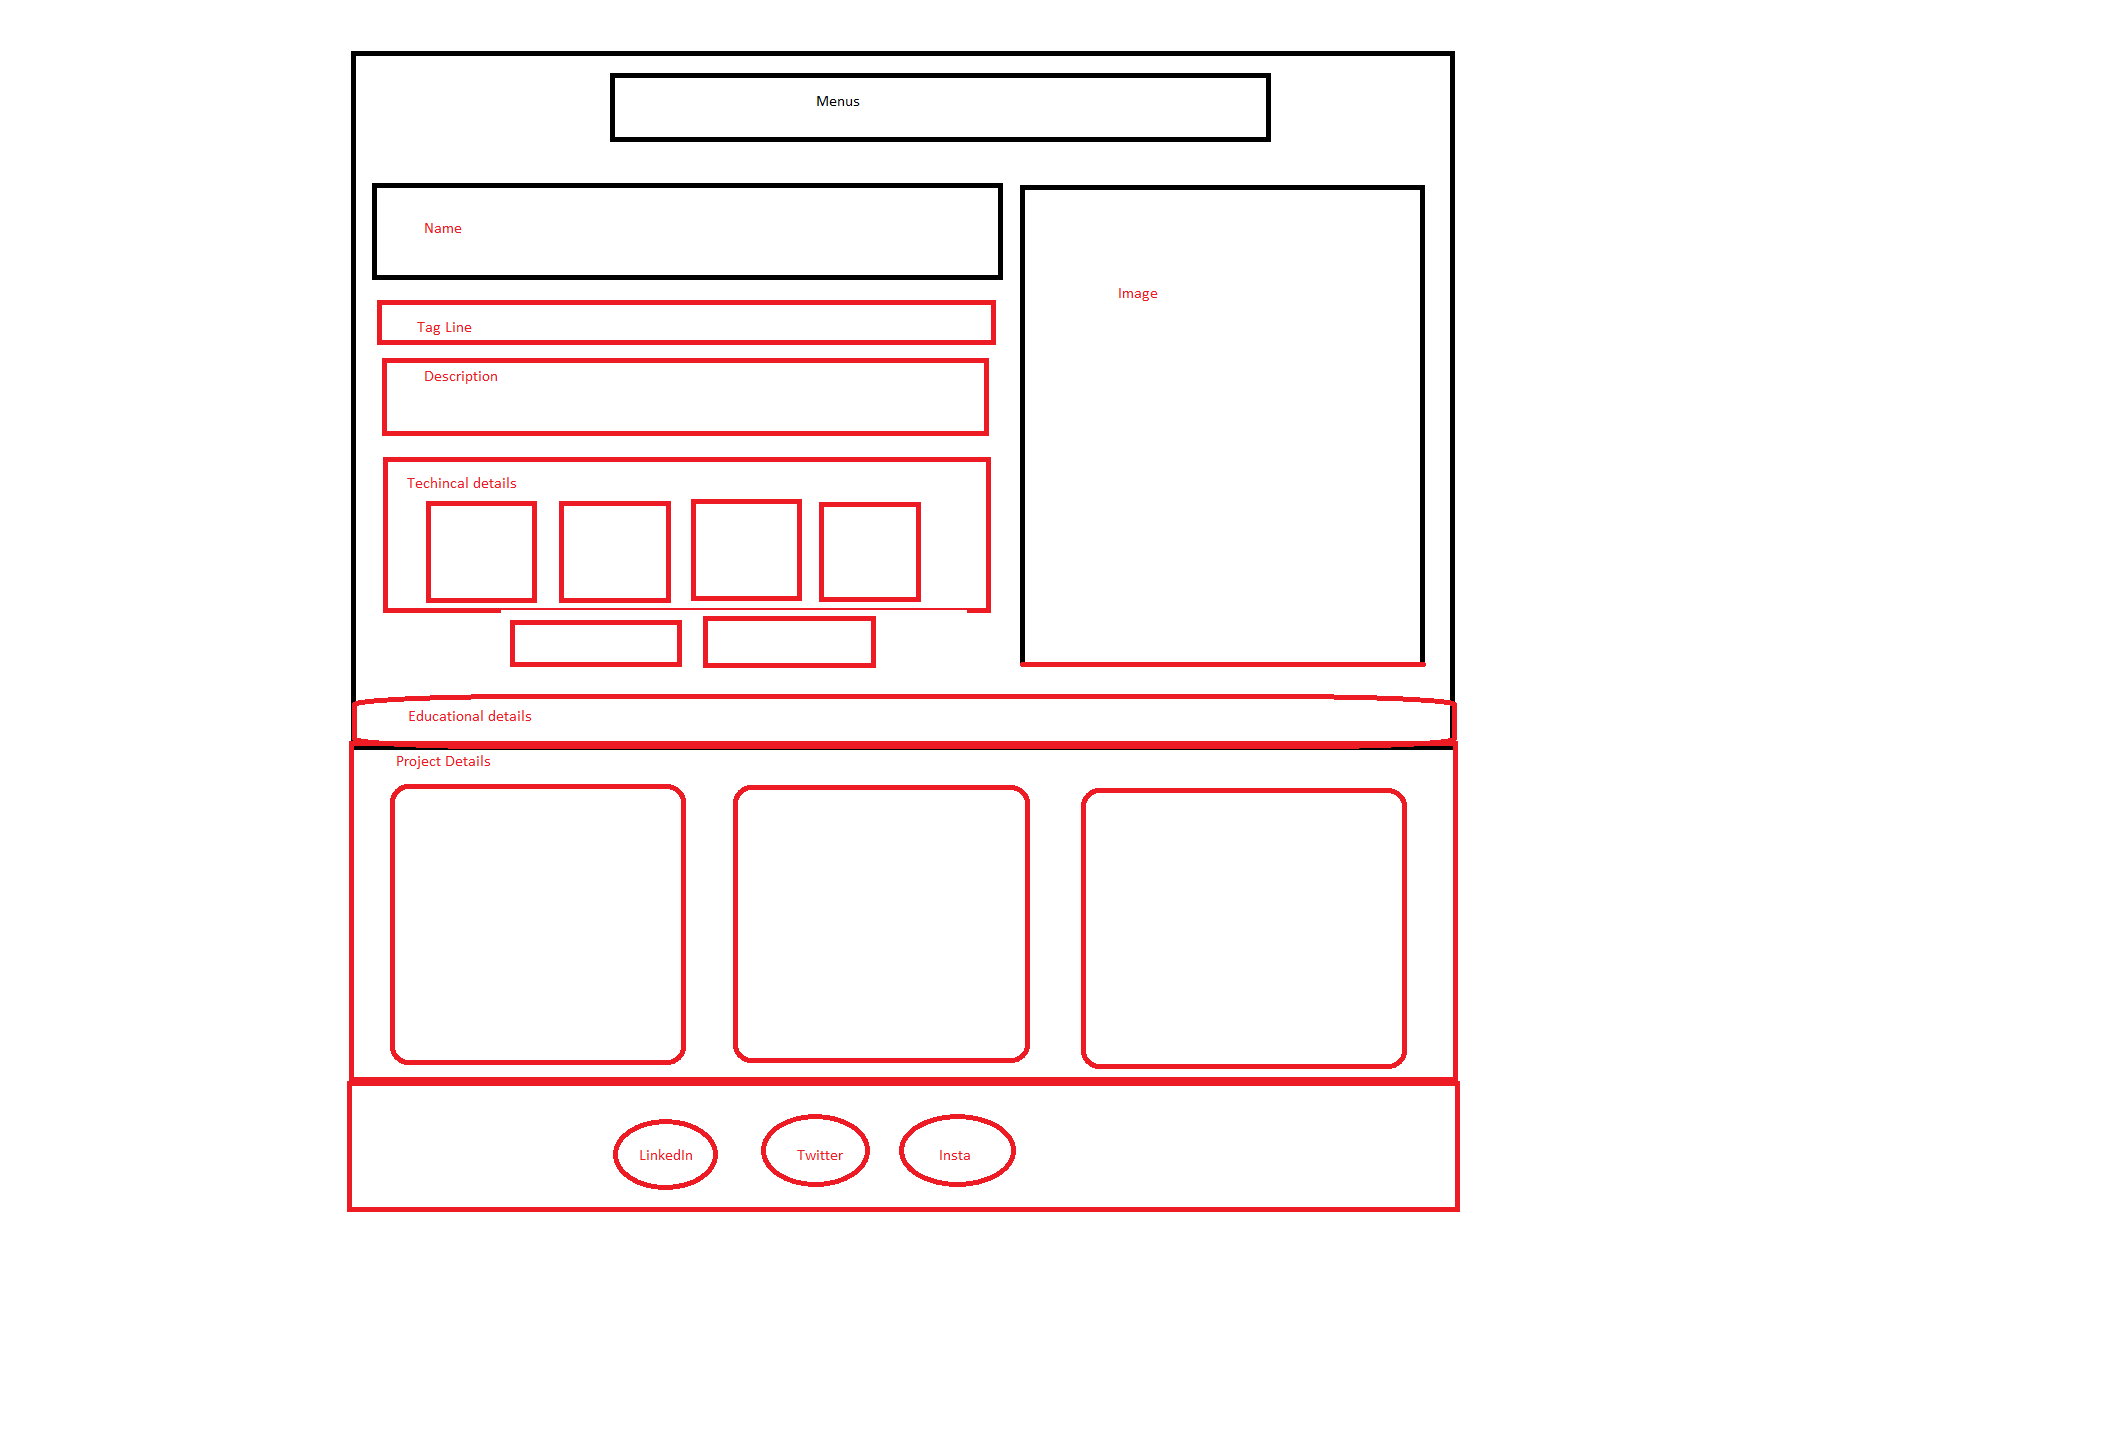 Menus
Name
Image
Tag Line
Description
Techincal details
Educational details
Project Details
LinkedIn
Twitter
Insta